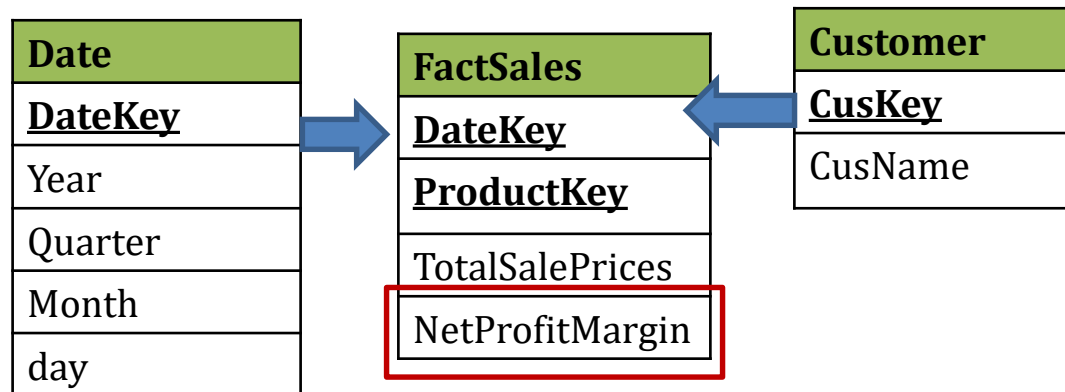 Date
DateKey
Year
Quarter
Month
day
FactSales
DateKey
ProductKey
TotalSalePrices
NetProfitMargin
Customer
CusKey
CusName